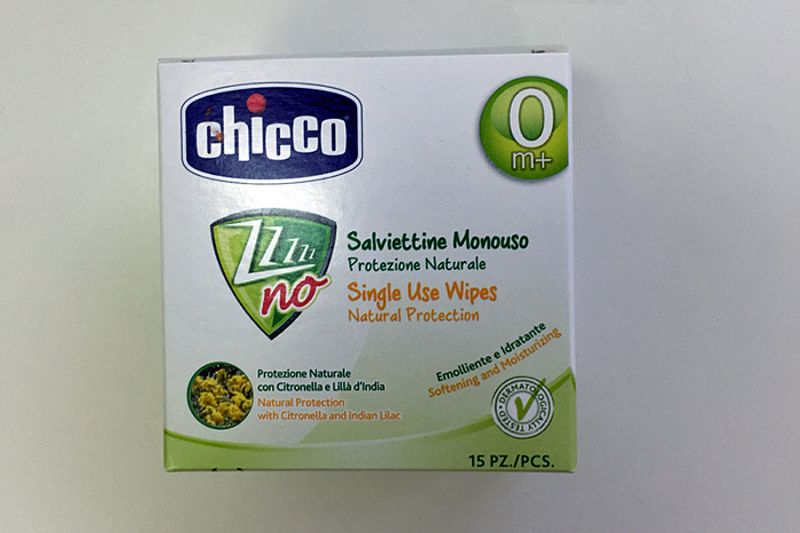 chicco
0
m+
Zzzzz
no
Salviettine Monouso
Protezione Naturale
Single Use Wipes
Natural Protection
Emolliente e Idratante
Softening and Moisturizing
Protezione Naturale
con Citronella e Lillà d'India
Natural Protection
with Citronella and Indian Lilac
DERMATOLOGICALLY TESTED
15 PZ./PCS.